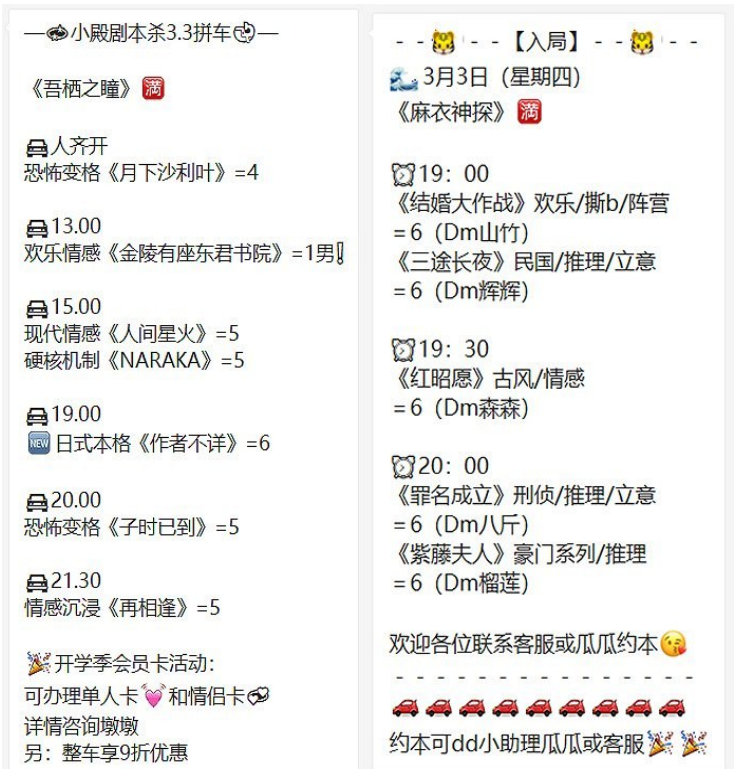 —小殿剧本杀3.3拼车—
《吾栖之瞳》満
人齐开
恐怖变格《月下沙利叶》=4
13.00
欢乐情感《金陵有座东君书院》=1男!
15.00
现代情感《人间星火》=5
硬核机制《NARAKA》=5
19.00
NEW 日式本格《作者不详》=6
20.00
恐怖变格《子时已到》=5
21.30
情感沉浸《再相逢》=5
开学季会员卡活动：
可办理单人卡和情侣卡
详情咨询墩墩
另：整车享9折优惠
- - - - 【入局】 - - - -
3月3日（星期四）
《麻衣神探》満
19：00
《结婚大作战》欢乐/撕b/阵营
=6（Dm山竹）
《三途长夜》民国/推理/立意
=6（Dm辉辉）
19：30
《红昭愿》古风/情感
=6（Dm森森）
20：00
《罪名成立》刑侦/推理/立意
=6（Dm八斤）
《紫藤夫人》豪门系列/推理
=6（Dm榴莲）
欢迎各位联系客服或瓜瓜约本
- - - - - - - - - - - - - - -
约本可dd小助理瓜瓜或客服